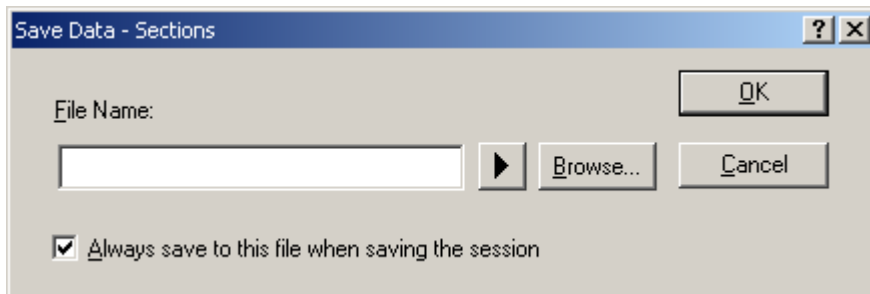 Save Data - Sections
?
OK
File Name:
Browse...
Cancel
Always save to this file when saving the session